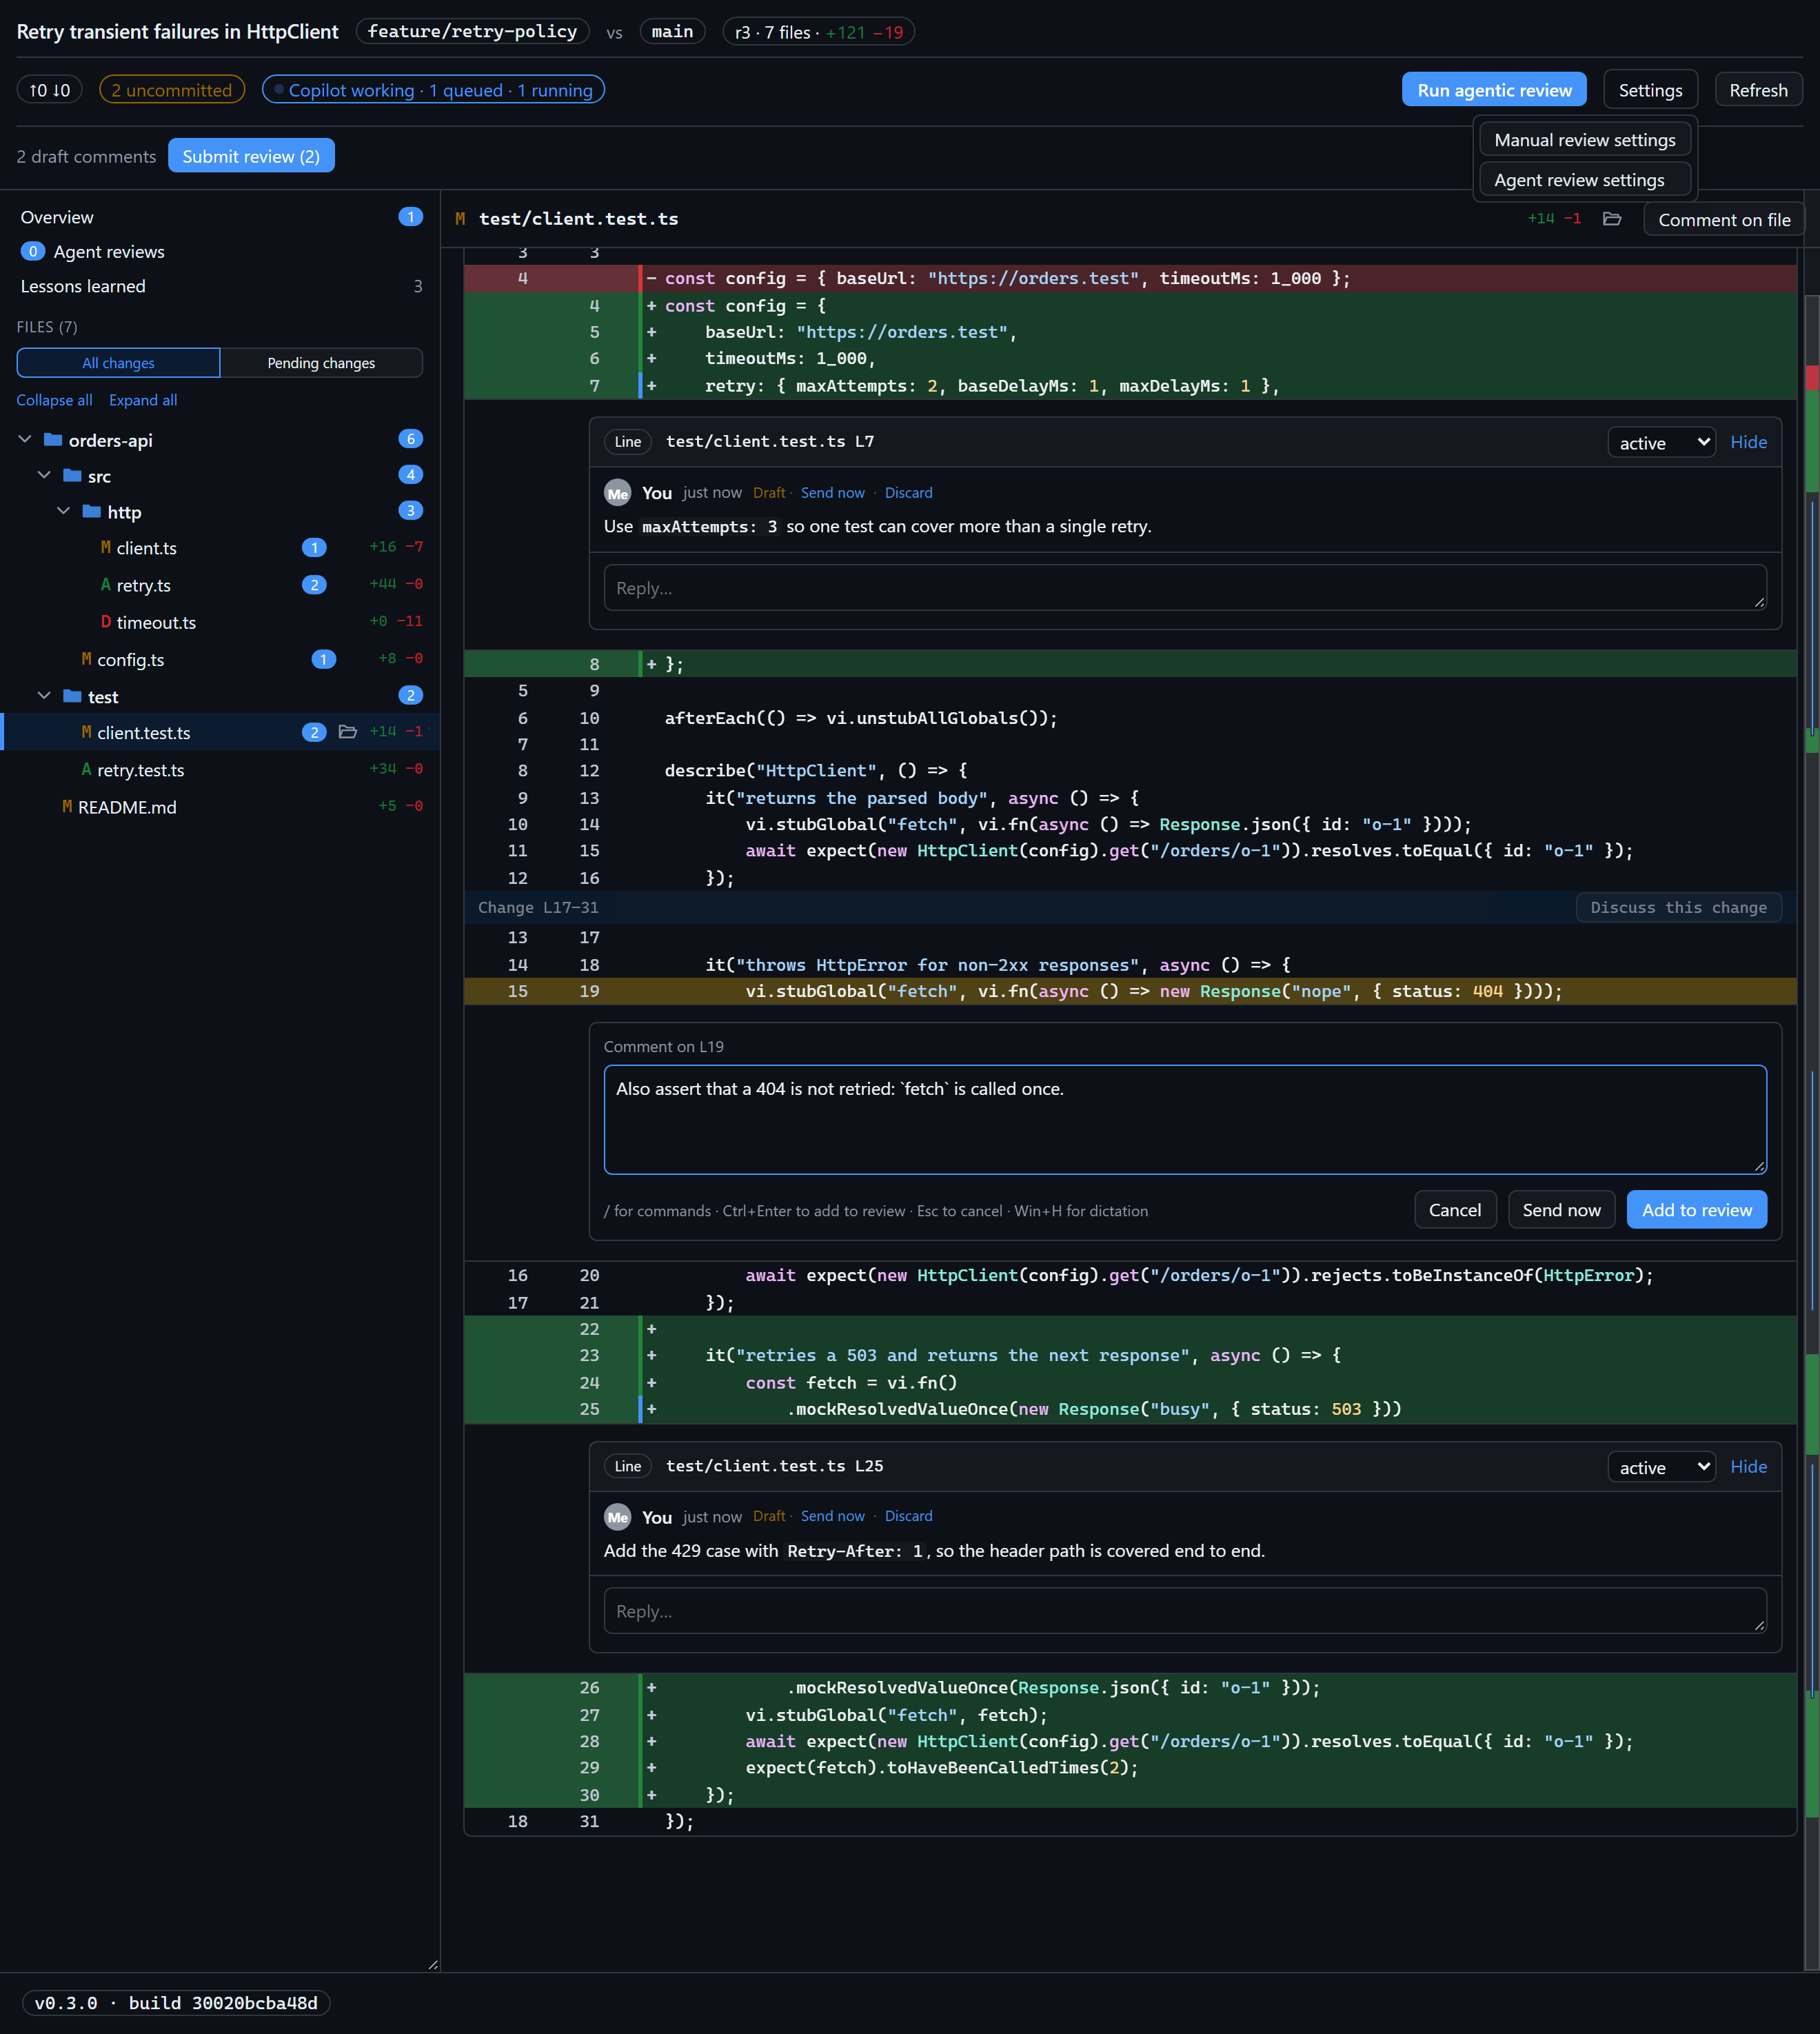 Retry transient failures in HttpClient feature/retry-policy vs main r3 · 7 files · +121 −19
↑0 ↓0 2 uncommitted Copilot working · 1 queued · 1 running Run agentic review Settings Refresh
Manual review settings
Agent review settings
2 draft comments Submit review (2)
Overview 1
0 Agent reviews
Lessons learned 3
FILES (7)
All changes Pending changes
Collapse all Expand all
orders-api 6
src 4
http 3
M client.ts 1 +16 −7
A retry.ts 2 +44 −0
D timeout.ts +0 −11
M config.ts 1 +8 −0
test 2
M client.test.ts 2 +14 −1
A retry.test.ts +34 −0
M README.md +5 −0
M test/client.test.ts +14 −1 Comment on file
3 3
4 − const config = { baseUrl: "https://orders.test", timeoutMs: 1_000 };
4 + const config = {
5 + baseUrl: "https://orders.test",
6 + timeoutMs: 1_000,
7 + retry: { maxAttempts: 2, baseDelayMs: 1, maxDelayMs: 1 },
Line test/client.test.ts L7 active Hide
Me You just now Draft · Send now · Discard
Use maxAttempts: 3 so one test can cover more than a single retry.
Reply...
8 + };
5 9
6 10 afterEach(() => vi.unstubAllGlobals());
7 11
8 12 describe("HttpClient", () => {
9 13 it("returns the parsed body", async () => {
10 14 vi.stubGlobal("fetch", vi.fn(async () => Response.json({ id: "o-1" })));
11 15 await expect(new HttpClient(config).get("/orders/o-1")).resolves.toEqual({ id: "o-1" });
12 16 });
Change L17–31 Discuss this change
13 17
14 18 it("throws HttpError for non-2xx responses", async () => {
15 19 vi.stubGlobal("fetch", vi.fn(async () => new Response("nope", { status: 404 })));
Comment on L19
Also assert that a 404 is not retried: `fetch` is called once.
/ for commands · Ctrl+Enter to add to review · Esc to cancel · Win+H for dictation Cancel Send now Add to review
16 20 await expect(new HttpClient(config).get("/orders/o-1")).rejects.toBeInstanceOf(HttpError);
17 21 });
22 +
23 + it("retries a 503 and returns the next response", async () => {
24 + const fetch = vi.fn()
25 + .mockResolvedValueOnce(new Response("busy", { status: 503 }))
Line test/client.test.ts L25 active Hide
Me You just now Draft · Send now · Discard
Add the 429 case with Retry-After: 1, so the header path is covered end to end.
Reply...
26 + .mockResolvedValueOnce(Response.json({ id: "o-1" }));
27 + vi.stubGlobal("fetch", fetch);
28 + await expect(new HttpClient(config).get("/orders/o-1")).resolves.toEqual({ id: "o-1" });
29 + expect(fetch).toHaveBeenCalledTimes(2);
30 + });
18 31 });
v0.3.0 · build 30020bcba48d